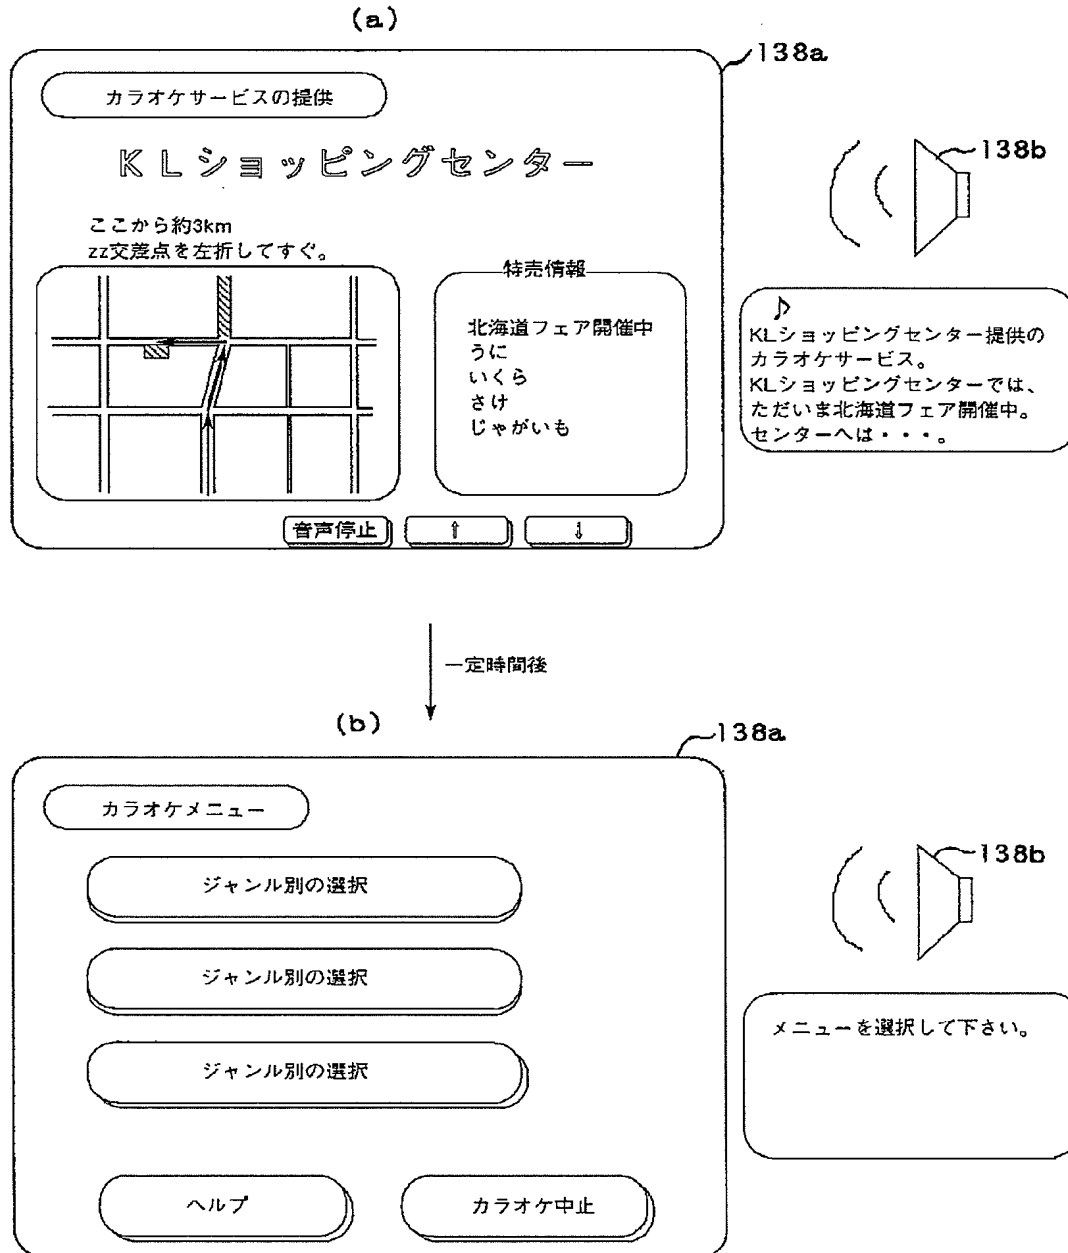 (a)
138a
カラオケサービスの提供
KLショッピングセンター
138b
ここから約3km
zz交差点を左折してすぐ。
特売情報
北海道フェア開催中
うに
いくら
さけ
じゃがいも
♪
KLショッピングセンター提供の
カラオケサービス。
KLショッピングセンターでは、
ただいま北海道フェア開催中。
センターへは・・・。
音声停止
↑
↓
一定時間後
(b)
138a
カラオケメニュー
138b
ジャンル別の選択
ジャンル別の選択
ジャンル別の選択
メニューを選択して下さい。
ヘルプ
カラオケ中止